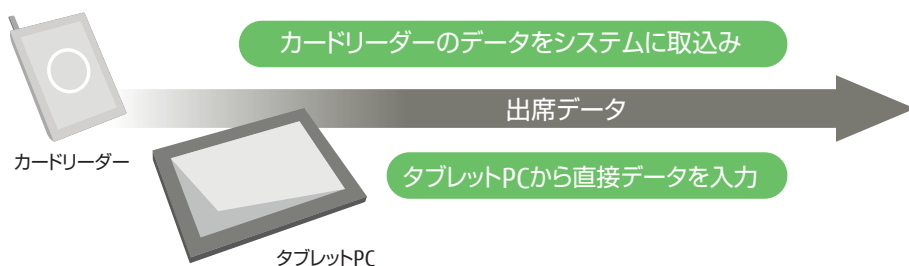 カードリーダーのデータをシステムに取込み
出席データ
カードリーダー
タブレットPCから直接データを入力
タブレットPC